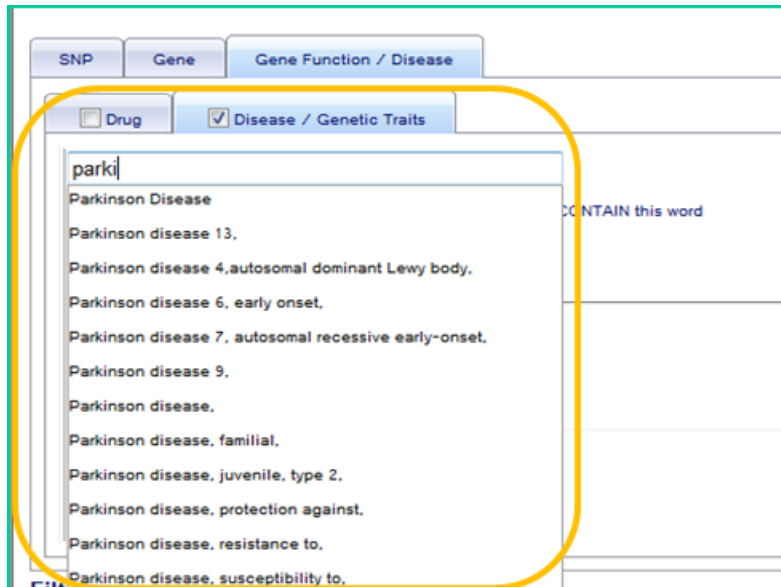 SNP Gene Gene Function / Disease
Drug Disease / Genetic Traits
parki
Parkinson Disease
CONTAIN this word
Parkinson disease 13,
Parkinson disease 4,autosomal dominant Lewy body,
Parkinson disease 6, early onset,
Parkinson disease 7, autosomal recessive early-onset,
Parkinson disease 9,
Parkinson disease,
Parkinson disease, familial,
Parkinson disease, juvenile, type 2,
Parkinson disease, protection against,
Parkinson disease, resistance to,
Parkinson disease, susceptibility to,